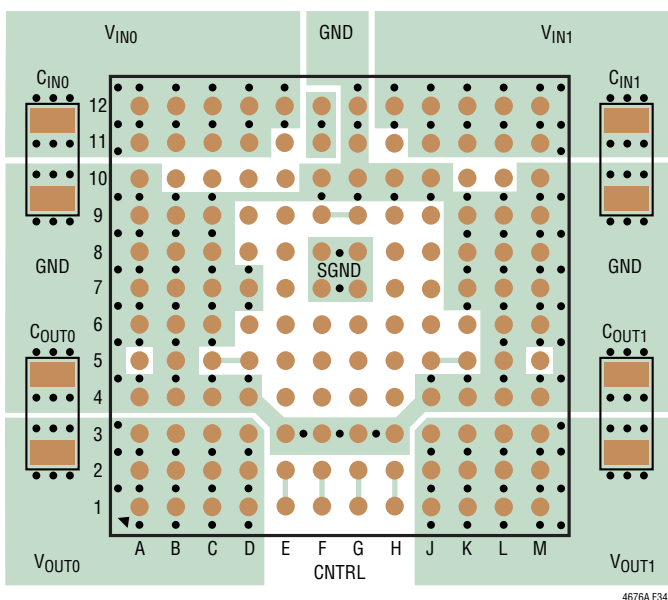 VIN0 GND VIN1
CIN0 CIN1
12
11
10
9
8
SGND
GND GND
7
6
COUT0 COUT1
5
4
3
2
1
A B C D E F G H J K L M
VOUT0 CNTRL VOUT1
4676A F34